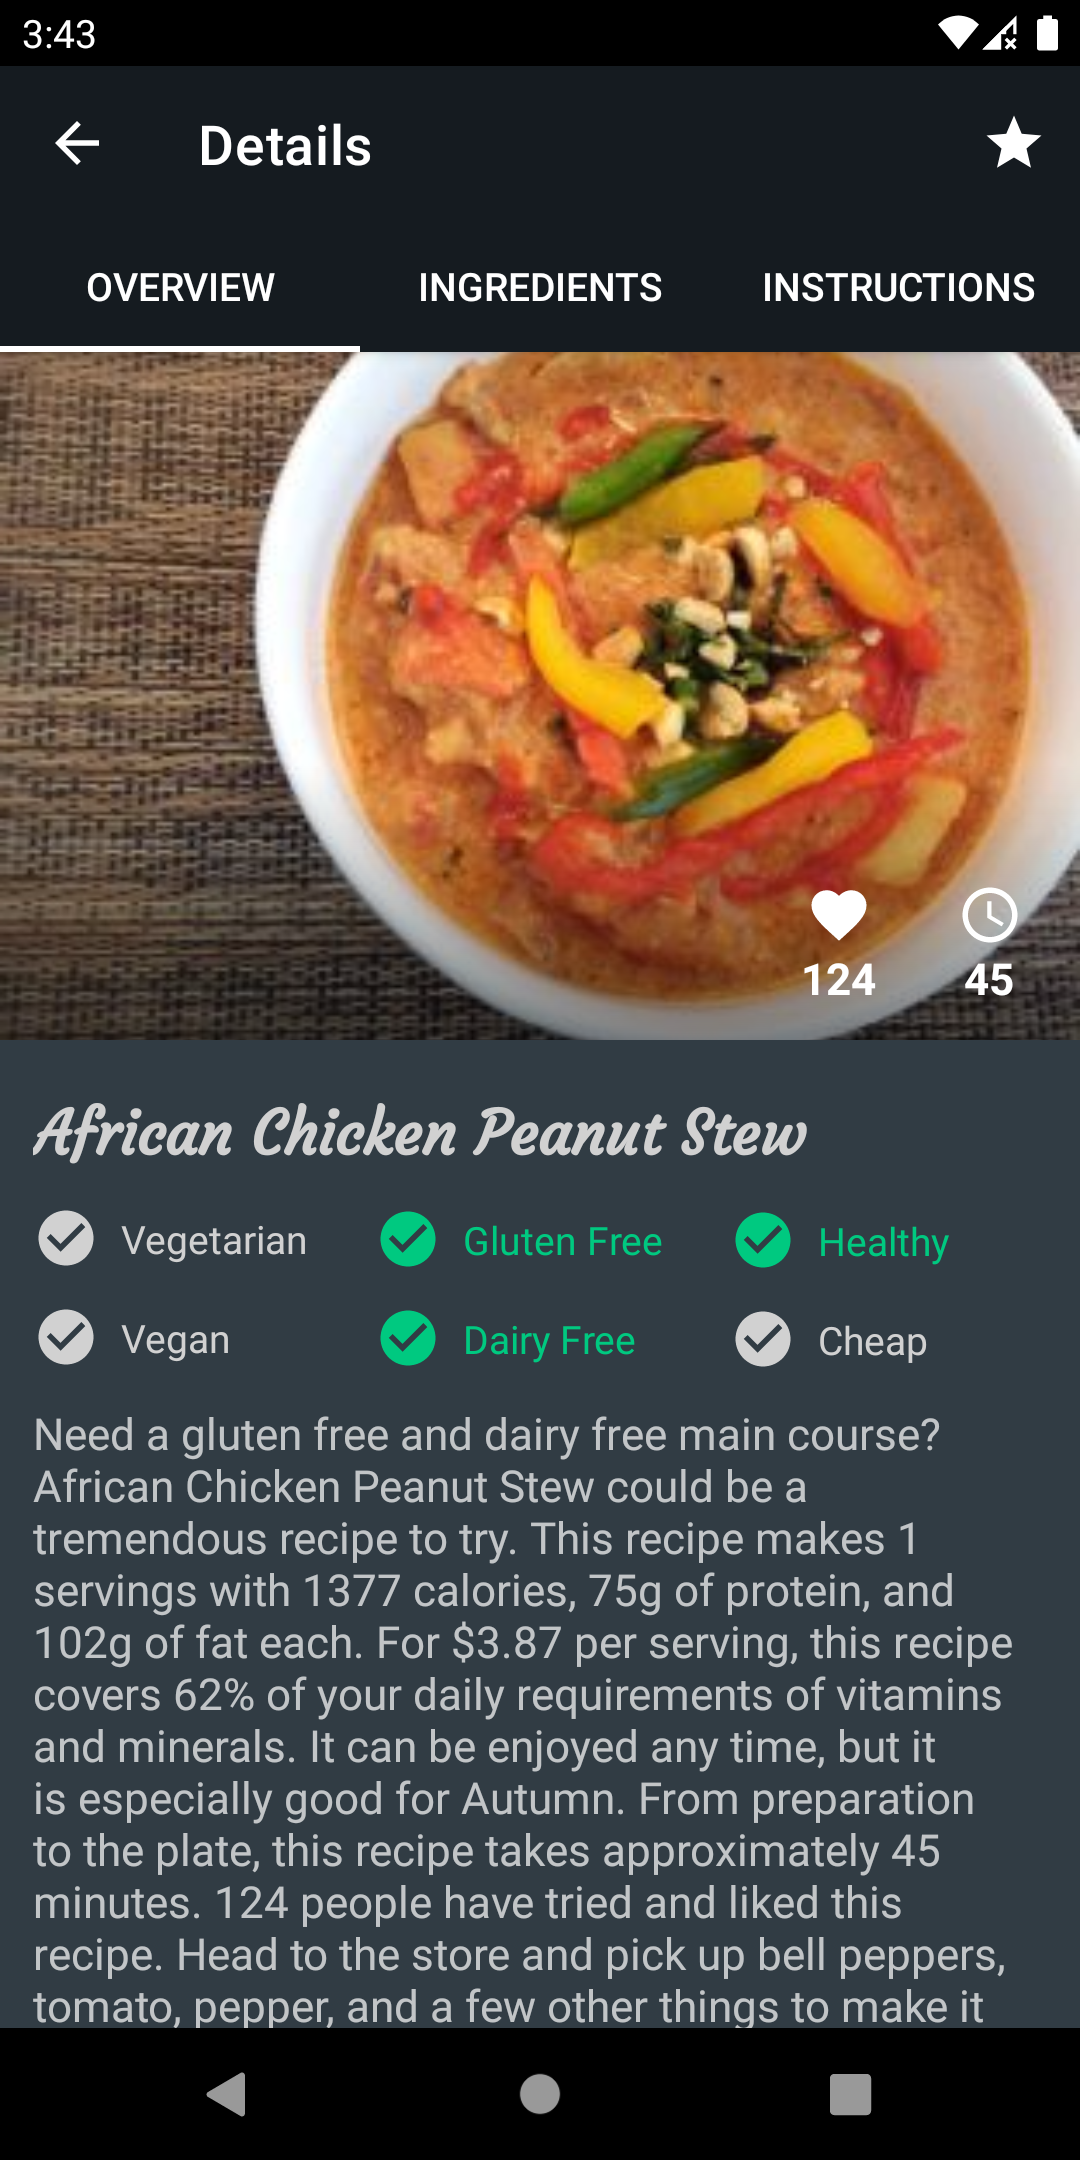 3:43
Details
OVERVIEW INGREDIENTS INSTRUCTIONS
124 45
African Chicken Peanut Stew
Vegetarian Gluten Free Healthy
Vegan Dairy Free Cheap
Need a gluten free and dairy free main course?
African Chicken Peanut Stew could be a
tremendous recipe to try. This recipe makes 1
servings with 1377 calories, 75g of protein, and
102g of fat each. For $3.87 per serving, this recipe
covers 62% of your daily requirements of vitamins
and minerals. It can be enjoyed any time, but it
is especially good for Autumn. From preparation
to the plate, this recipe takes approximately 45
minutes. 124 people have tried and liked this
recipe. Head to the store and pick up bell peppers,
tomato, pepper, and a few other things to make it